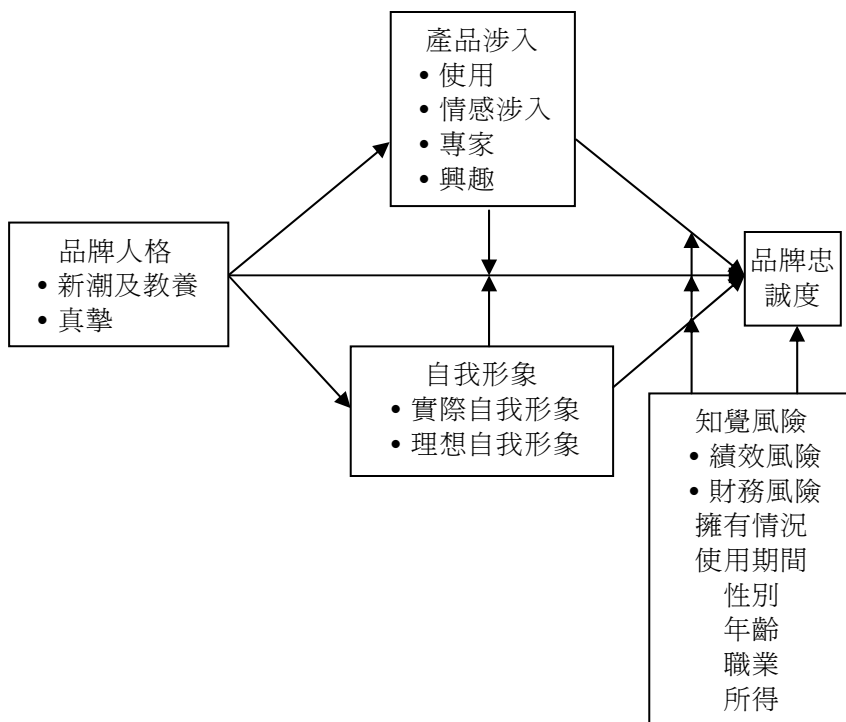 產品涉入
• 使用
• 情感涉入
• 專家
• 興趣
品牌人格
• 新潮及教養
• 真摯
品牌忠
誠度
自我形象
• 實際自我形象
• 理想自我形象
知覺風險
• 績效風險
• 財務風險
擁有情況
使用期間
性別
年齡
職業
所得